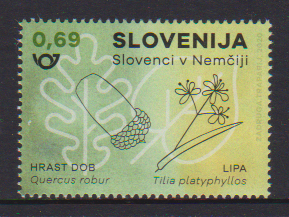 0,69 SLOVENIJA
Slovenci v Nemčiji
HRAST DOB
Quercus robur
LIPA
Tilia platyphyllos